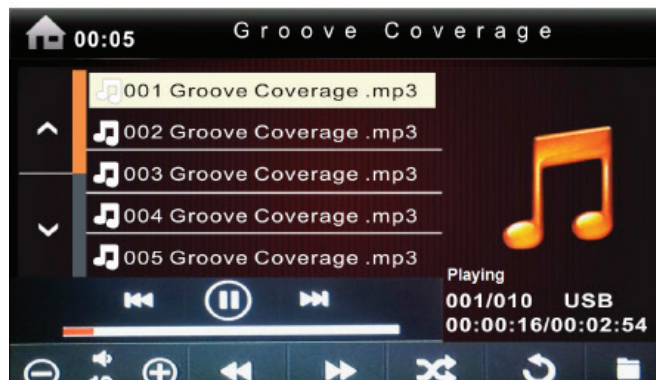 00:05 Groove Coverage
001 Groove Coverage .mp3
002 Groove Coverage .mp3
003 Groove Coverage .mp3
004 Groove Coverage .mp3
005 Groove Coverage .mp3
Playing
001/010 USB
00:00:16/00:02:54